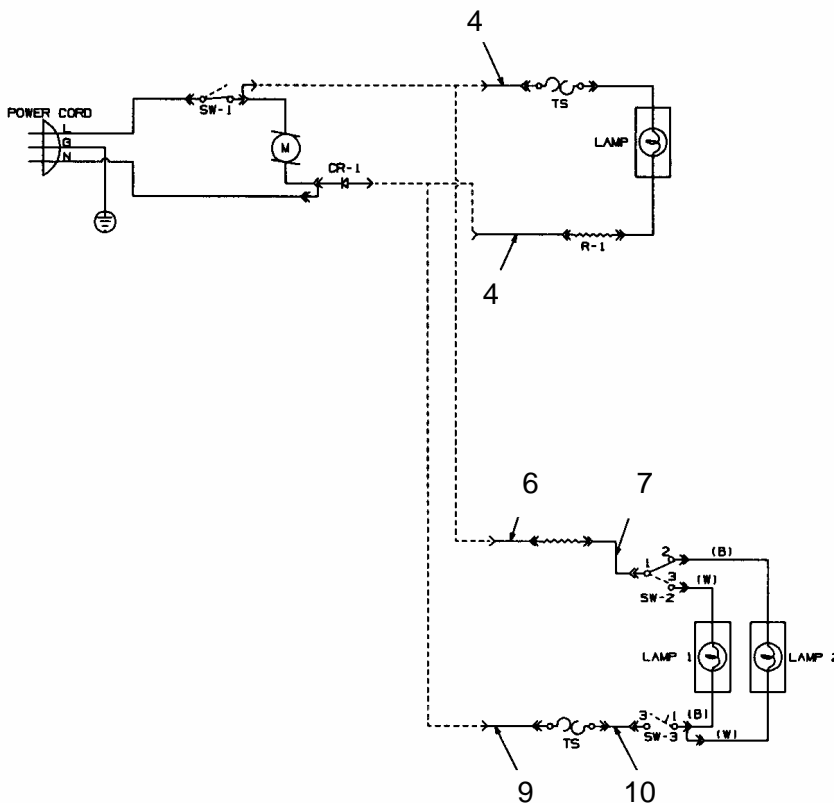 4
POWER CORD
L
G
N
SW-1
TS
LAMP
M
CR-1
R-1
4
6
7
1
2
(B)
3
(W)
SW-2
LAMP 1
LAMP 2
3
1
(B)
TS
SW-3
(W)
9
10